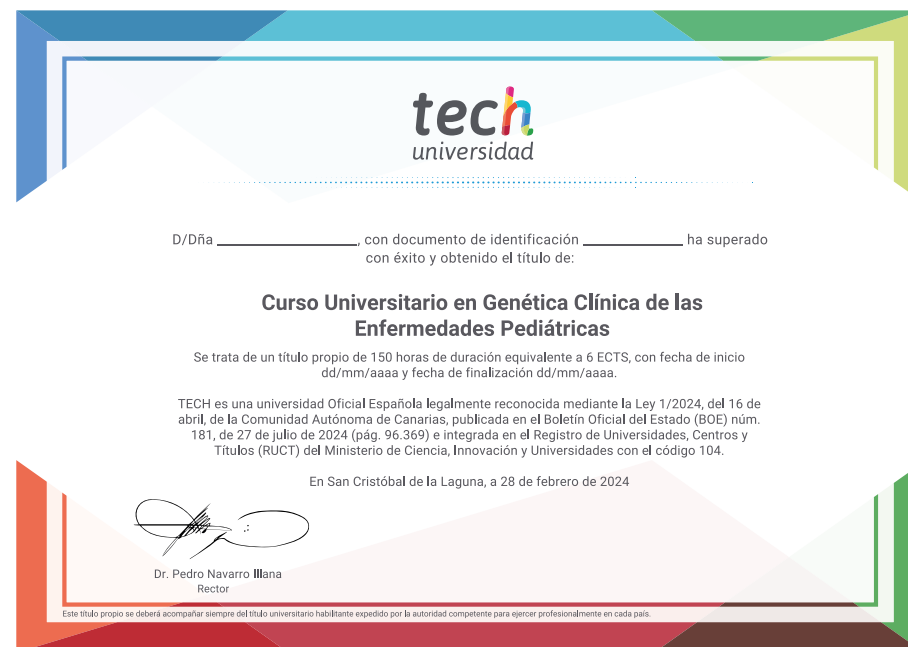 tech
universidad
D/Dña ____________________, con documento de identificación ______________ ha superado
con éxito y obtenido el título de:
Curso Universitario en Genética Clínica de las
Enfermedades Pediátricas
Se trata de un título propio de 150 horas de duración equivalente a 6 ECTS, con fecha de inicio
dd/mm/aaaa y fecha de finalización dd/mm/aaaa.
TECH es una universidad Oficial Española legalmente reconocida mediante la Ley 1/2024, del 16 de
abril, de la Comunidad Autónoma de Canarias, publicada en el Boletín Oficial del Estado (BOE) núm.
181, de 27 de julio de 2024 (pág. 96.369) e integrada en el Registro de Universidades, Centros y
Títulos (RUCT) del Ministerio de Ciencia, Innovación y Universidades con el código 104.
En San Cristóbal de la Laguna, a 28 de febrero de 2024
Dr. Pedro Navarro Illana
Rector
Este título propio se deberá acompañar siempre del título universitario habilitante expedido por la autoridad competente para ejercer profesionalmente en cada país.